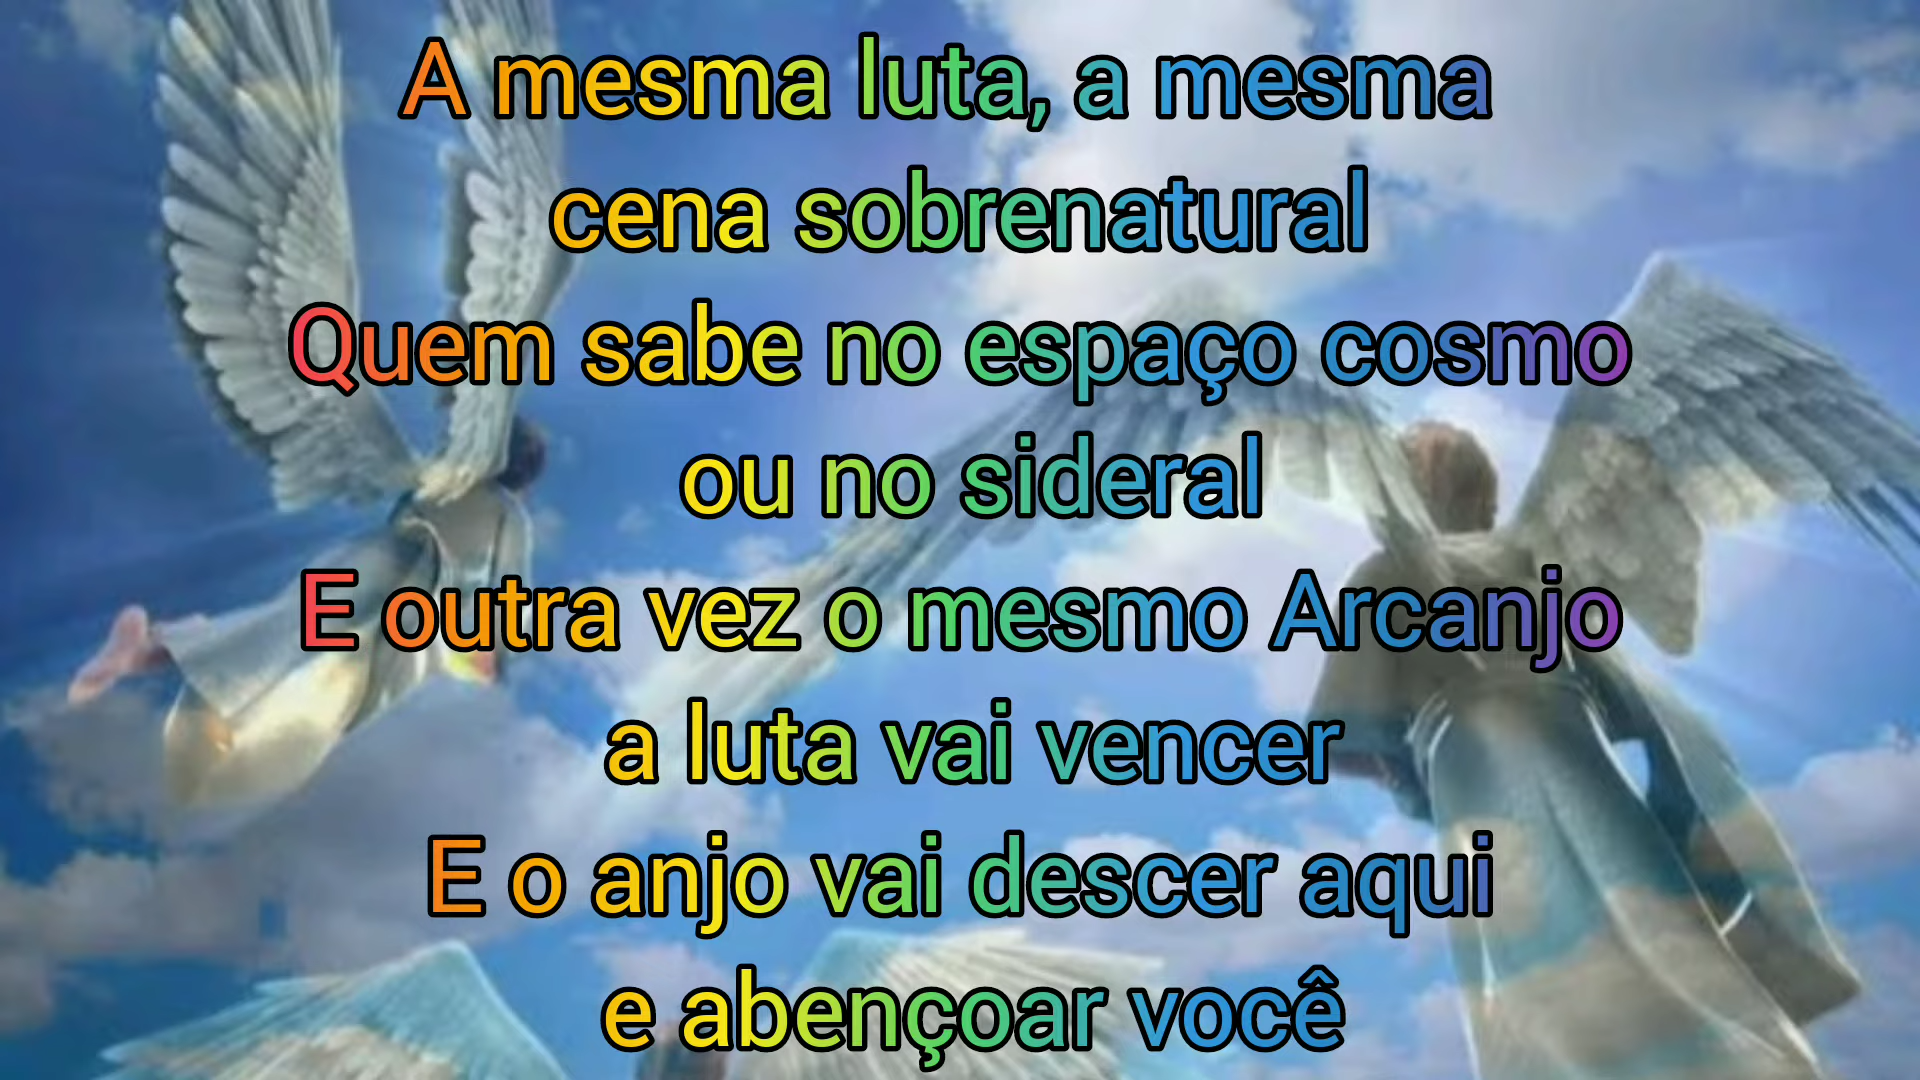 A mesma luta, a mesma
cena sobrenatural
Quem sabe no espaço cosmo
ou no sideral
E outra vez o mesmo Arcanjo
a luta vai vencer
E o anjo vai descer aqui
e abençoar você